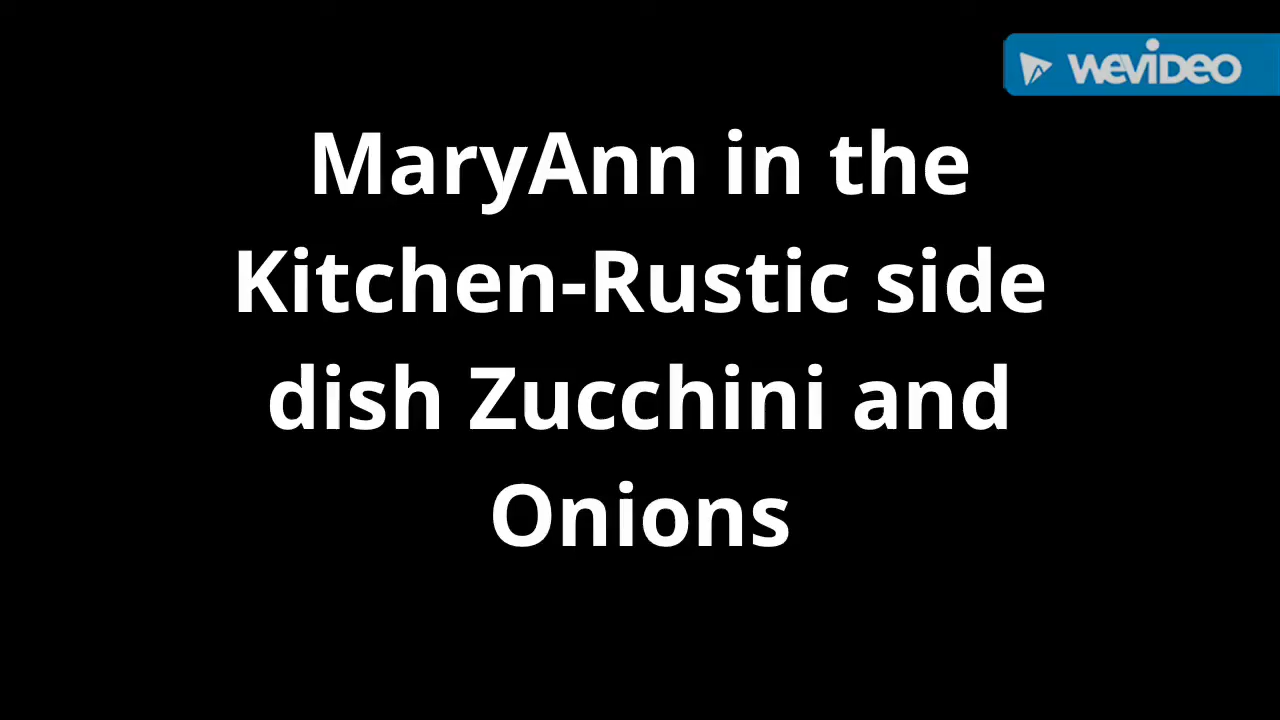 WEVIDEO
MaryAnn in the
Kitchen-Rustic side
dish Zucchini and
Onions